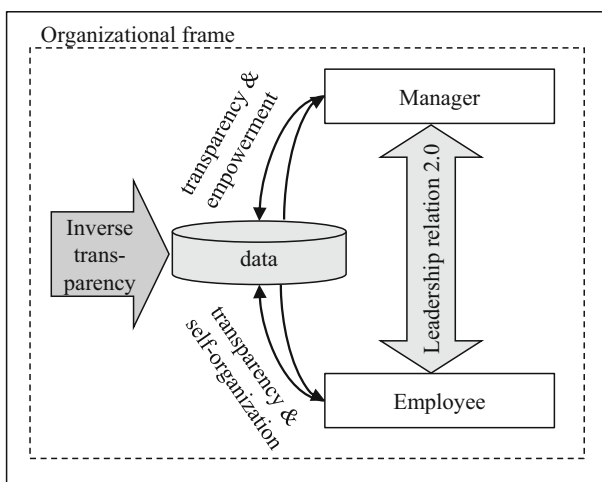 Organizational frame
transparency &
empowerment
Manager
Inverse
trans-
parency
data
Leadership relation 2.0
transparency &
self-organization
Employee